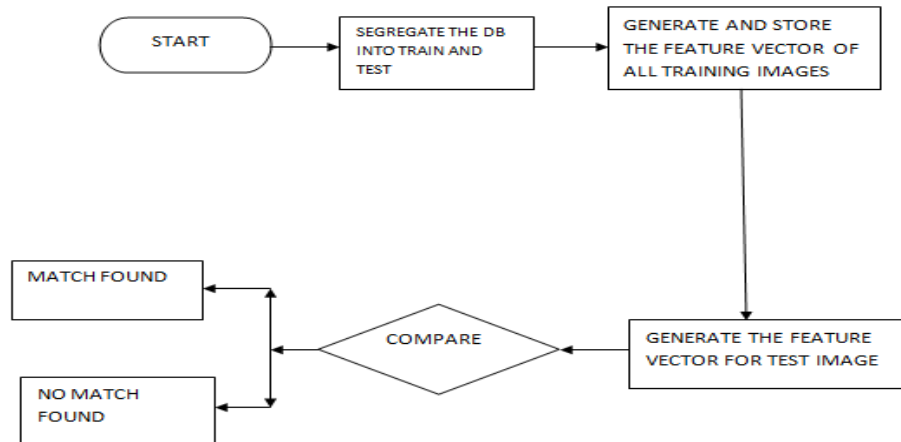 START
SEGREGATE THE DB
INTO TRAIN AND
TEST
GENERATE AND STORE
THE FEATURE VECTOR OF
ALL TRAINING IMAGES
GENERATE THE FEATURE
VECTOR FOR TEST IMAGE
COMPARE
MATCH FOUND
NO MATCH
FOUND